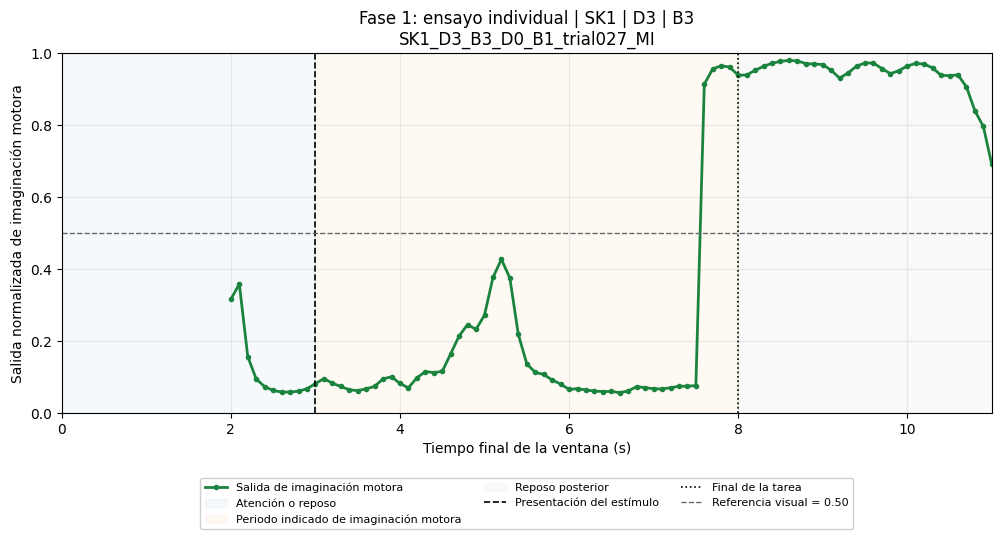 Fase 1: ensayo individual | SK1 | D3 | B3
SK1_D3_B3_D0_B1_trial027_MI
Salida normalizada de imaginación motora
1.0
0.8
0.6
0.4
0.2
0.0
0 2 4 6 8 10
Tiempo final de la ventana (s)
Salida de imaginación motora
Atención o reposo
Periodo indicado de imaginación motora
Reposo posterior
Presentación del estímulo
Final de la tarea
Referencia visual = 0.50